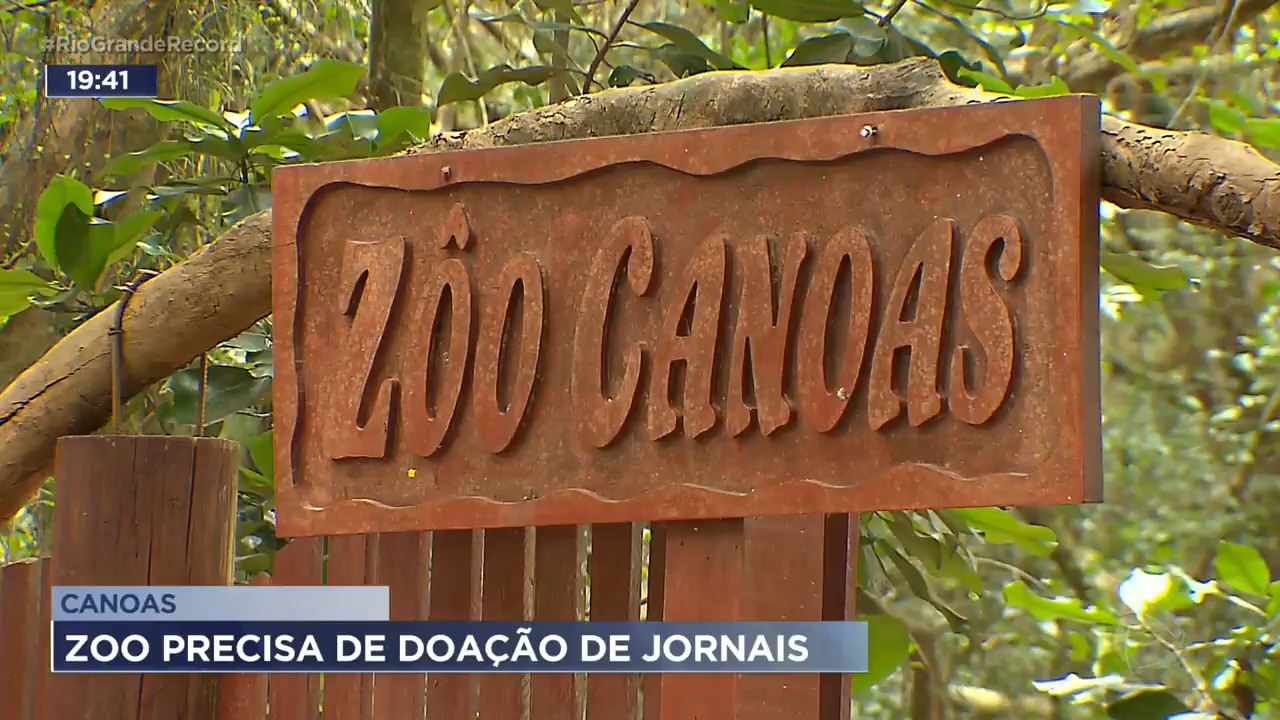 #RioGrandeRecord
19:41
ZÔO CANOAS
CANOAS
ZOO PRECISA DE DOAÇÃO DE JORNAIS